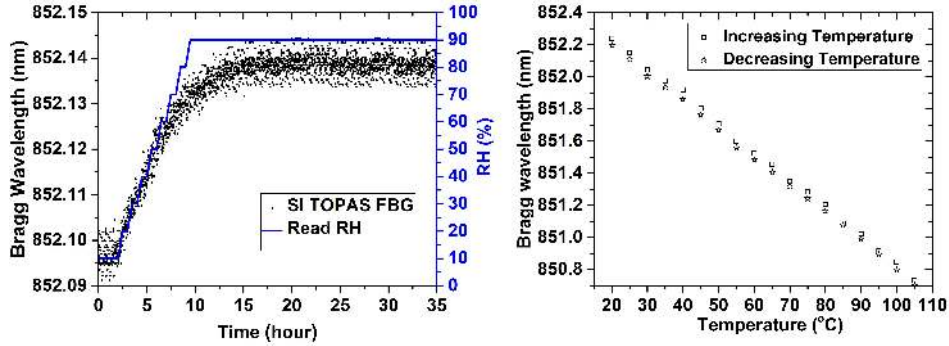 852.15
852.14
852.13
852.12
852.11
852.10
852.09
Bragg Wavelength (nm)
100
90
80
70
60
50
40
30
20
10
0
RH (%)
SI TOPAS FBG
Read RH
0 5 10 15 20 25 30 35
Time (hour)
852.4
852.2
852.0
851.8
851.6
851.4
851.2
851.0
850.8
Bragg wavelength (nm)
Increasing Temperature
Decreasing Temperature
20 30 40 50 60 70 80 90 100 110
Temperature (°C)